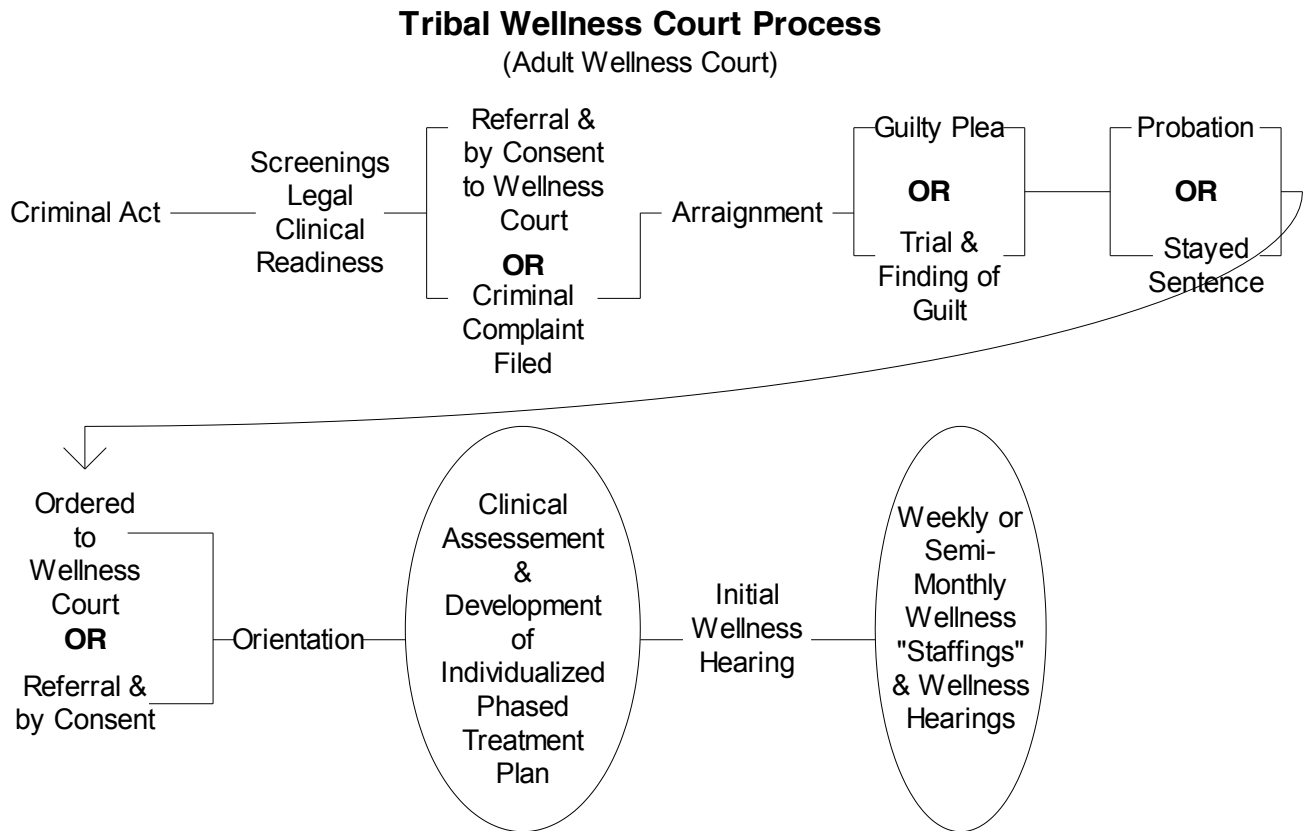 Tribal Wellness Court Process
(Adult Wellness Court)
Criminal Act
Screenings
Legal
Clinical
Readiness
Referral &
by Consent
to Wellness
Court
OR
Criminal
Complaint
Filed
Arraignment
Guilty Plea
OR
Trial &
Finding of
Guilt
Probation
OR
Stayed
Sentence
Ordered
to
Wellness
Court
OR
Referral &
by Consent
Orientation
Clinical
Assessement
&
Development
of
Individualized
Phased
Treatment
Plan
Initial
Wellness
Hearing
Weekly or
Semi-
Monthly
Wellness
"Staffings"
& Wellness
Hearings